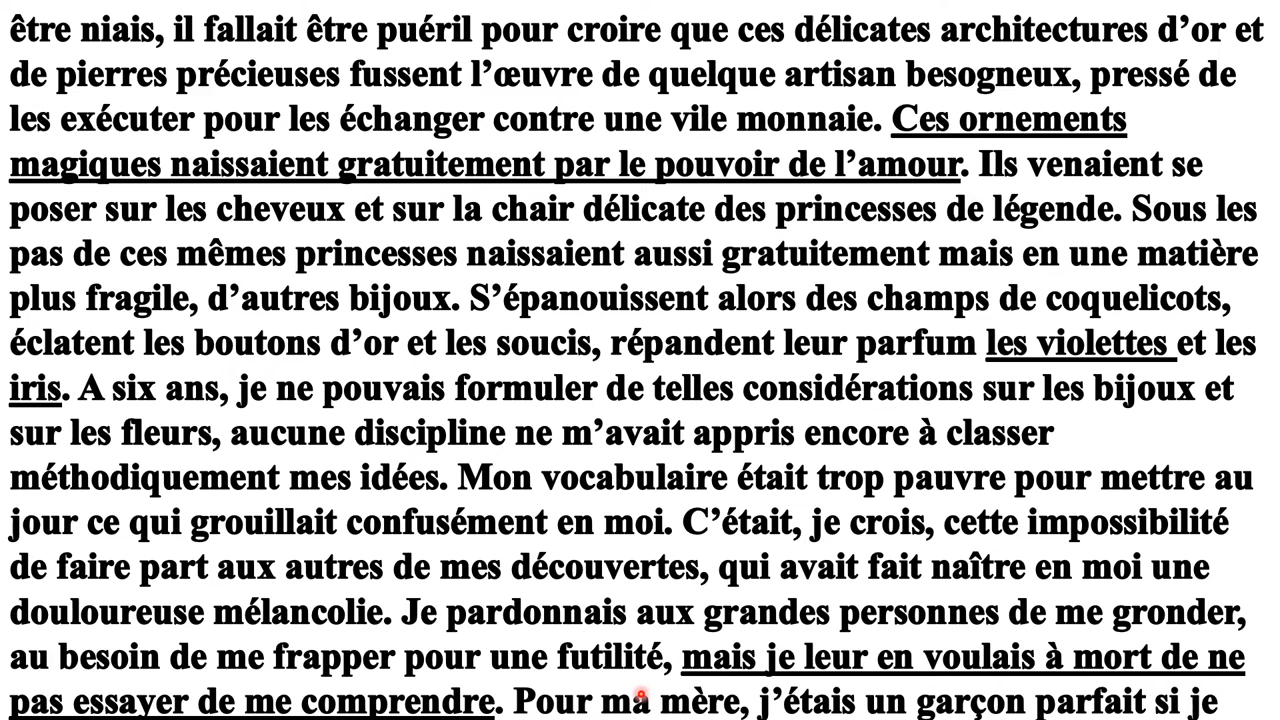 être niais, il fallait être puéril pour croire que ces délicates architectures d’or et
de pierres précieuses fussent l’œuvre de quelque artisan besogneux, pressé de
les exécuter pour les échanger contre une vile monnaie. Ces ornements
magiques naissaient gratuitement par le pouvoir de l’amour. Ils venaient se
poser sur les cheveux et sur la chair délicate des princesses de légende. Sous les
pas de ces mêmes princesses naissaient aussi gratuitement mais en une matière
plus fragile, d’autres bijoux. S’épanouissent alors des champs de coquelicots,
éclatent les boutons d’or et les soucis, répandent leur parfum les violettes et les
iris. A six ans, je ne pouvais formuler de telles considérations sur les bijoux et
sur les fleurs, aucune discipline ne m’avait appris encore à classer
méthodiquement mes idées. Mon vocabulaire était trop pauvre pour mettre au
jour ce qui grouillait confusément en moi. C’était, je crois, cette impossibilité
de faire part aux autres de mes découvertes, qui avait fait naître en moi une
douloureuse mélancolie. Je pardonnais aux grandes personnes de me gronder,
au besoin de me frapper pour une futilité, mais je leur en voulais à mort de ne
pas essayer de me comprendre. Pour ma mère, j’étais un garçon parfait si je